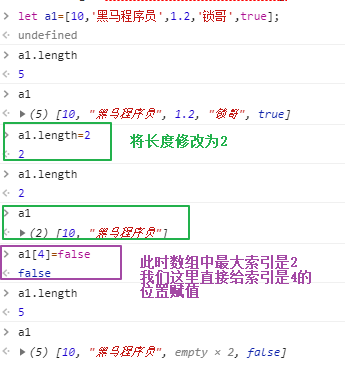 > let a1=[10,'黑马程序员',1.2,'锁哥',true];
< undefined
> a1.length
< 5
> a1
< ▶ (5) [10, "黑马程序员", 1.2, "锁哥", true]
> a1.length=2 将长度修改为2
< 2
> a1.length
< 2
> a1
< ▶ (2) [10, "黑马程序员"]
> a1[4]=false 此时数组中最大索引是2
< false 我们这里直接给索引是4的
位置赋值
> a1.length
< 5
> a1
< ▶ (5) [10, "黑马程序员", empty × 2, false]